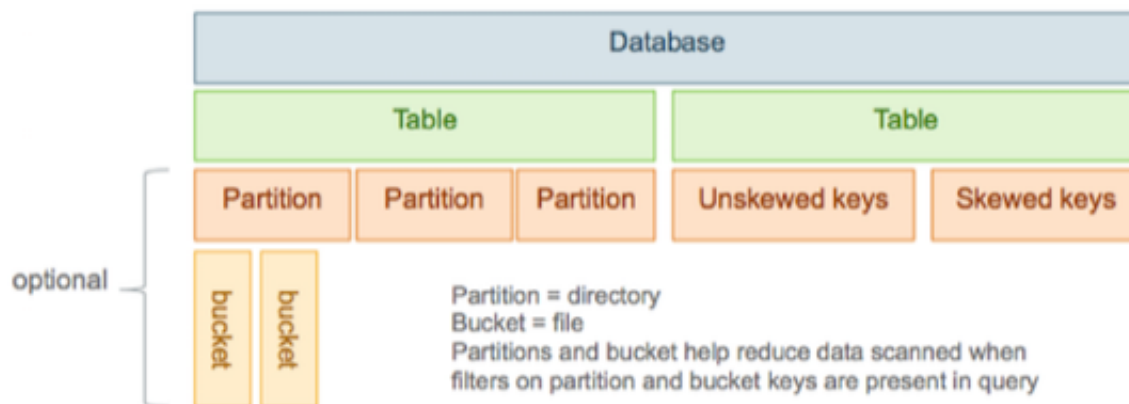 Database
Table
Table
Partition
Partition
Partition
Unskewed keys
Skewed keys
optional
bucket
bucket
Partition = directory
Bucket = file
Partitions and bucket help reduce data scanned when
filters on partition and bucket keys are present in query